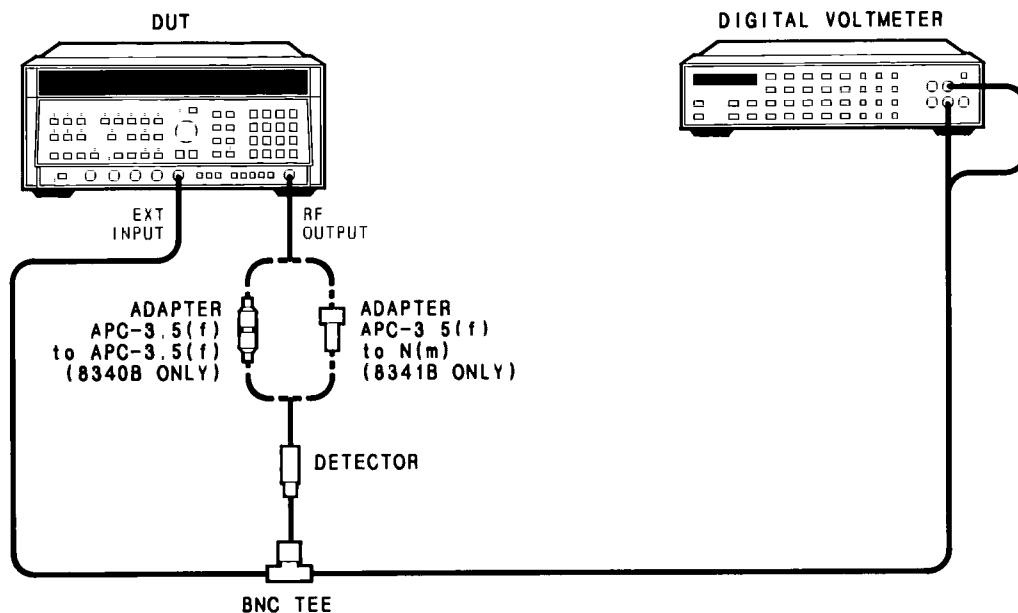 DUT
DIGITAL VOLTMETER
EXT
INPUT
RF
OUTPUT
ADAPTER
APC-3.5(f)
to APC-3.5(f)
(8340B ONLY)
ADAPTER
APC-3 5(f)
to N(m)
(8341B ONLY)
DETECTOR
BNC TEE